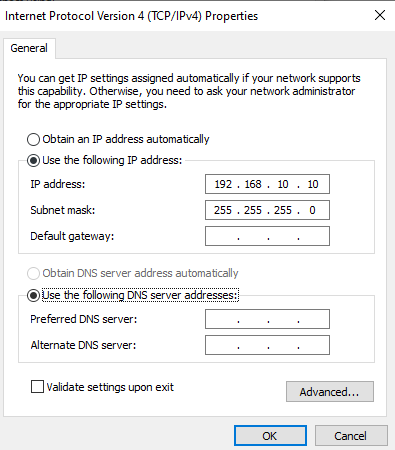 Internet Protocol Version 4 (TCP/IPv4) Properties
General
You can get IP settings assigned automatically if your network supports
this capability. Otherwise, you need to ask your network administrator
for the appropriate IP settings.
Obtain an IP address automatically
Use the following IP address:
IP address: 192 . 168 . 10 . 10
Subnet mask: 255 . 255 . 255 . 0
Default gateway: . . .
Obtain DNS server address automatically
Use the following DNS server addresses:
Preferred DNS server: . . .
Alternate DNS server: . . .
Validate settings upon exit
Advanced...
OK Cancel